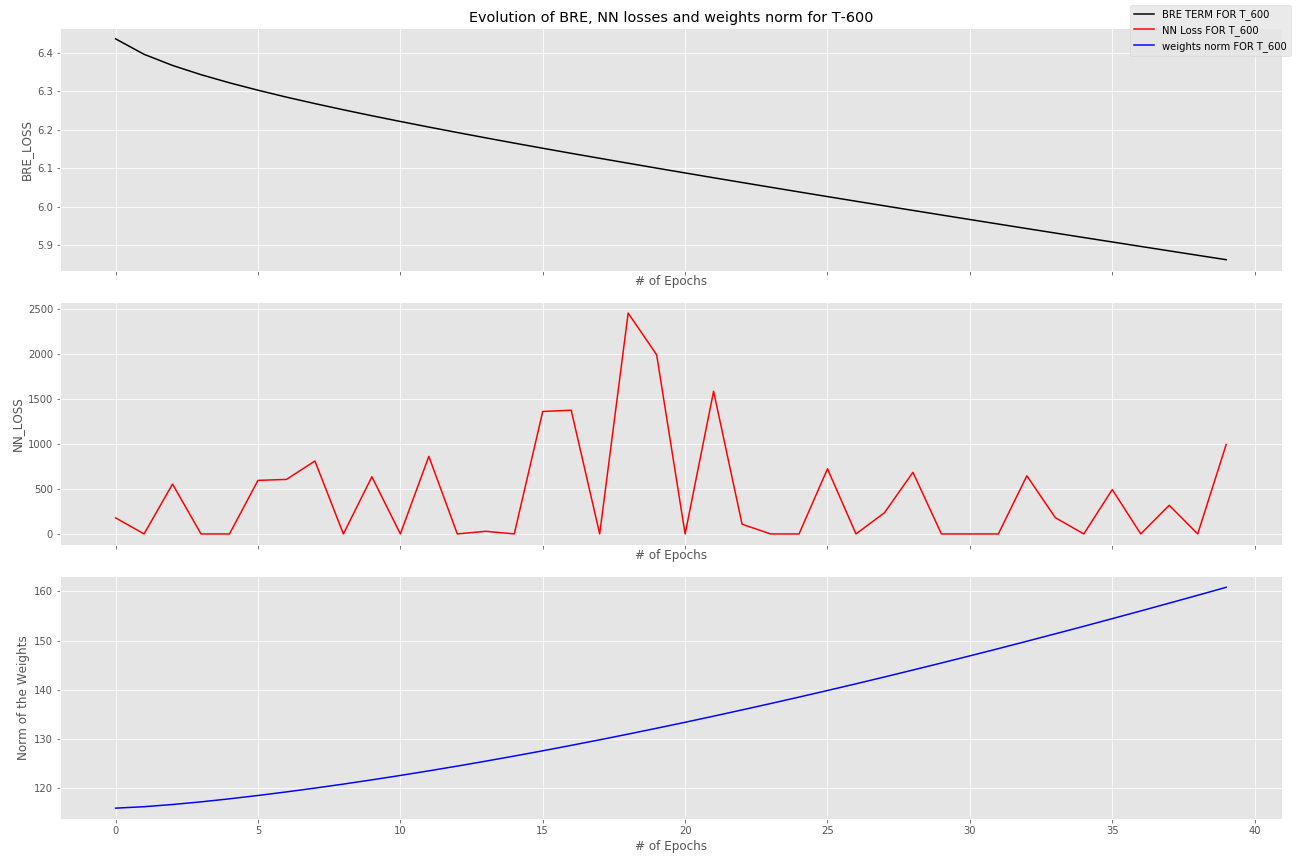 Evolution of BRE, NN losses and weights norm for T-600
BRE TERM FOR T_600
NN Loss FOR T_600
weights norm FOR T_600
BRE_LOSS
6.4
6.3
6.2
6.1
6.0
5.9
# of Epochs
NN_LOSS
2500
2000
1500
1000
500
0
# of Epochs
Norm of the Weights
160
150
140
130
120
0 5 10 15 20 25 30 35 40
# of Epochs